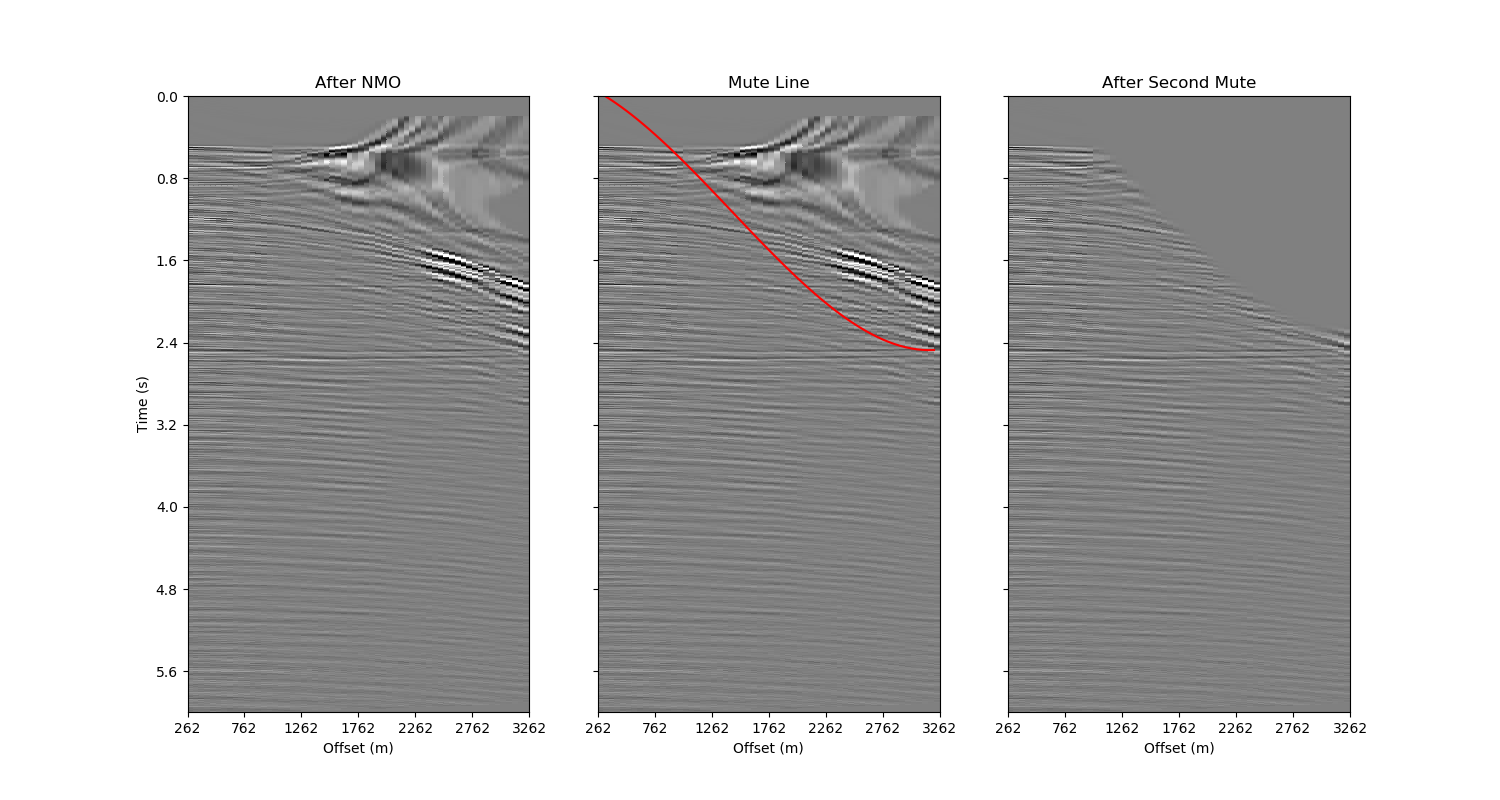 After NMO
Mute Line
After Second Mute
0.0
0.8
1.6
2.4
3.2
4.0
4.8
5.6
Time (s)
262 762 1262 1762 2262 2762 3262
262 762 1262 1762 2262 2762 3262
262 762 1262 1762 2262 2762 3262
Offset (m)
Offset (m)
Offset (m)